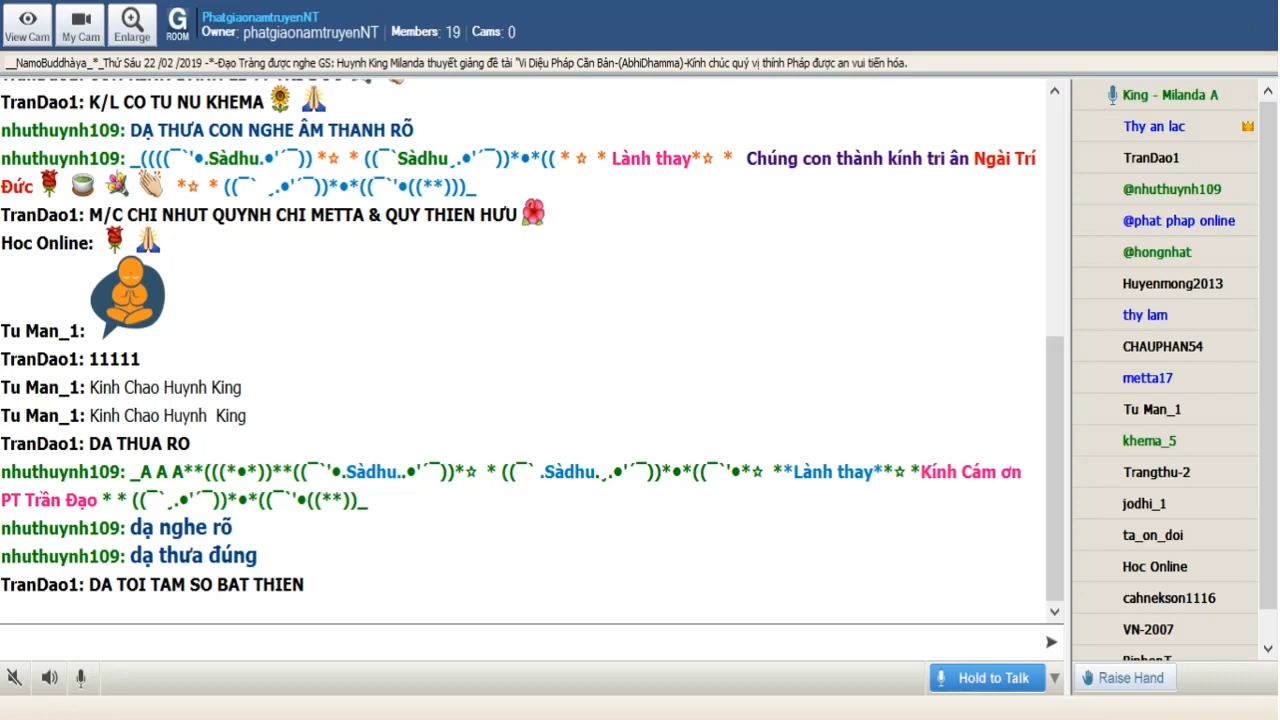 View Cam
My Cam
Enlarge
G
ROOM
PhatgiaonamtruyenNT
Owner: phatgiaonamtruyenNT | Members: 19 | Cams: 0
__NamoBuddhàya_*_Thứ Sáu 22 /02 /2019 -*-Đạo Tràng được nghe GS: Huynh King Milanda thuyết giảng đề tài "Vi Diệu Pháp Căn Bản-(AbhiDhamma)-Kính chúc quý vị thính Pháp được an vui tiến hóa.
TranDao1: K/L CO TU NU KHEMA 🌻 🙏
nhuthuynh109: DẠ THƯA CON NGHE ÂM THANH RÕ
nhuthuynh109: _((((¯`'•.Sàdhu.•'´¯)) *☆ * ((¯`Sàdhu¸.•'´¯))*•*(( * ☆ * Lành thay*☆ * Chúng con thành kính tri ân Ngài Trí
Đức 🌹 🍵 💐 👏 *☆ * ((¯` ¸.•'´¯))*•*((¯`'•((**)))_
TranDao1: M/C CHI NHUT QUYNH CHI METTA & QUY THIEN HƯU 🌺
Hoc Online: 🌹 🙏
Tu Man_1:
TranDao1: 11111
Tu Man_1: Kinh Chao Huynh King
Tu Man_1: Kinh Chao Huynh King
TranDao1: DA THUA RO
nhuthuynh109: _A A A**(((*•*))**((¯`'•.Sàdhu..•'´¯))*☆ * ((¯` .Sàdhu.¸.•'´¯))*•*((¯`'•*☆ **Lành thay**☆ *Kính Cám ơn
PT Trần Đạo * * ((¯`¸.•'´¯))*•*((¯`'•((**))_
nhuthuynh109: dạ nghe rõ
nhuthuynh109: dạ thưa đúng
TranDao1: DA TOI TAM SO BAT THIEN
King - Milanda A
Thy an lac
TranDao1
@nhuthuynh109
@phat phap online
@hongnhat
Huyenmong2013
thy lam
CHAUPHAN54
metta17
Tu Man_1
khema_5
Trangthu-2
jodhi_1
ta_on_doi
Hoc Online
cahnekson1116
VN-2007
Hold to Talk
Raise Hand